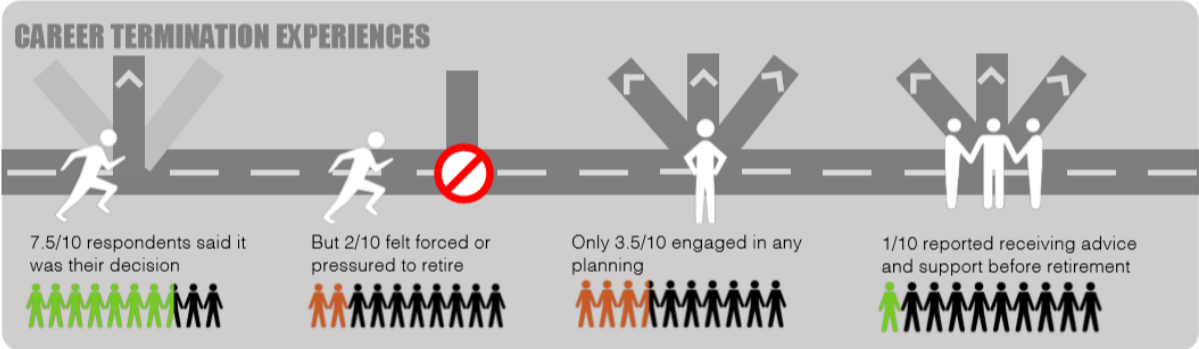 CAREER TERMINATION EXPERIENCES
7.5/10 respondents said it
was their decision
But 2/10 felt forced or
pressured to retire
Only 3.5/10 engaged in any
planning
1/10 reported receiving advice
and support before retirement